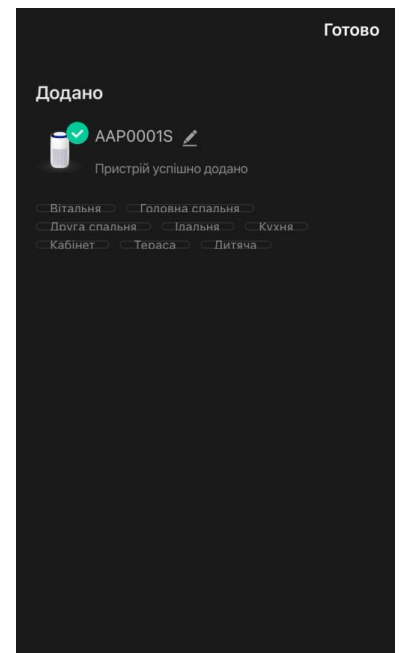 Готово
Додано
AAP0001S
Пристрій успішно додано
Вітальня Головна спальня
Друга спальня Їдальня Кухня
Кабінет Тераса Дитяча